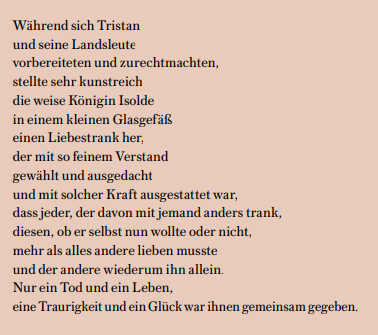 Während sich Tristan
und seine Landsleute
vorbereiteten und zurechtmachten,
stellte sehr kunstreich
die weise Königin Isolde
in einem kleinen Glasgefäß
einen Liebestrank her,
der mit so feinem Verstand
gewählt und ausgedacht
und mit solcher Kraft ausgestattet war,
dass jeder, der davon mit jemand anders trank,
diesen, ob er selbst nun wollte oder nicht,
mehr als alles andere lieben musste
und der andere wiederum ihn allein.
Nur ein Tod und ein Leben,
eine Traurigkeit und ein Glück war ihnen gemeinsam gegeben.